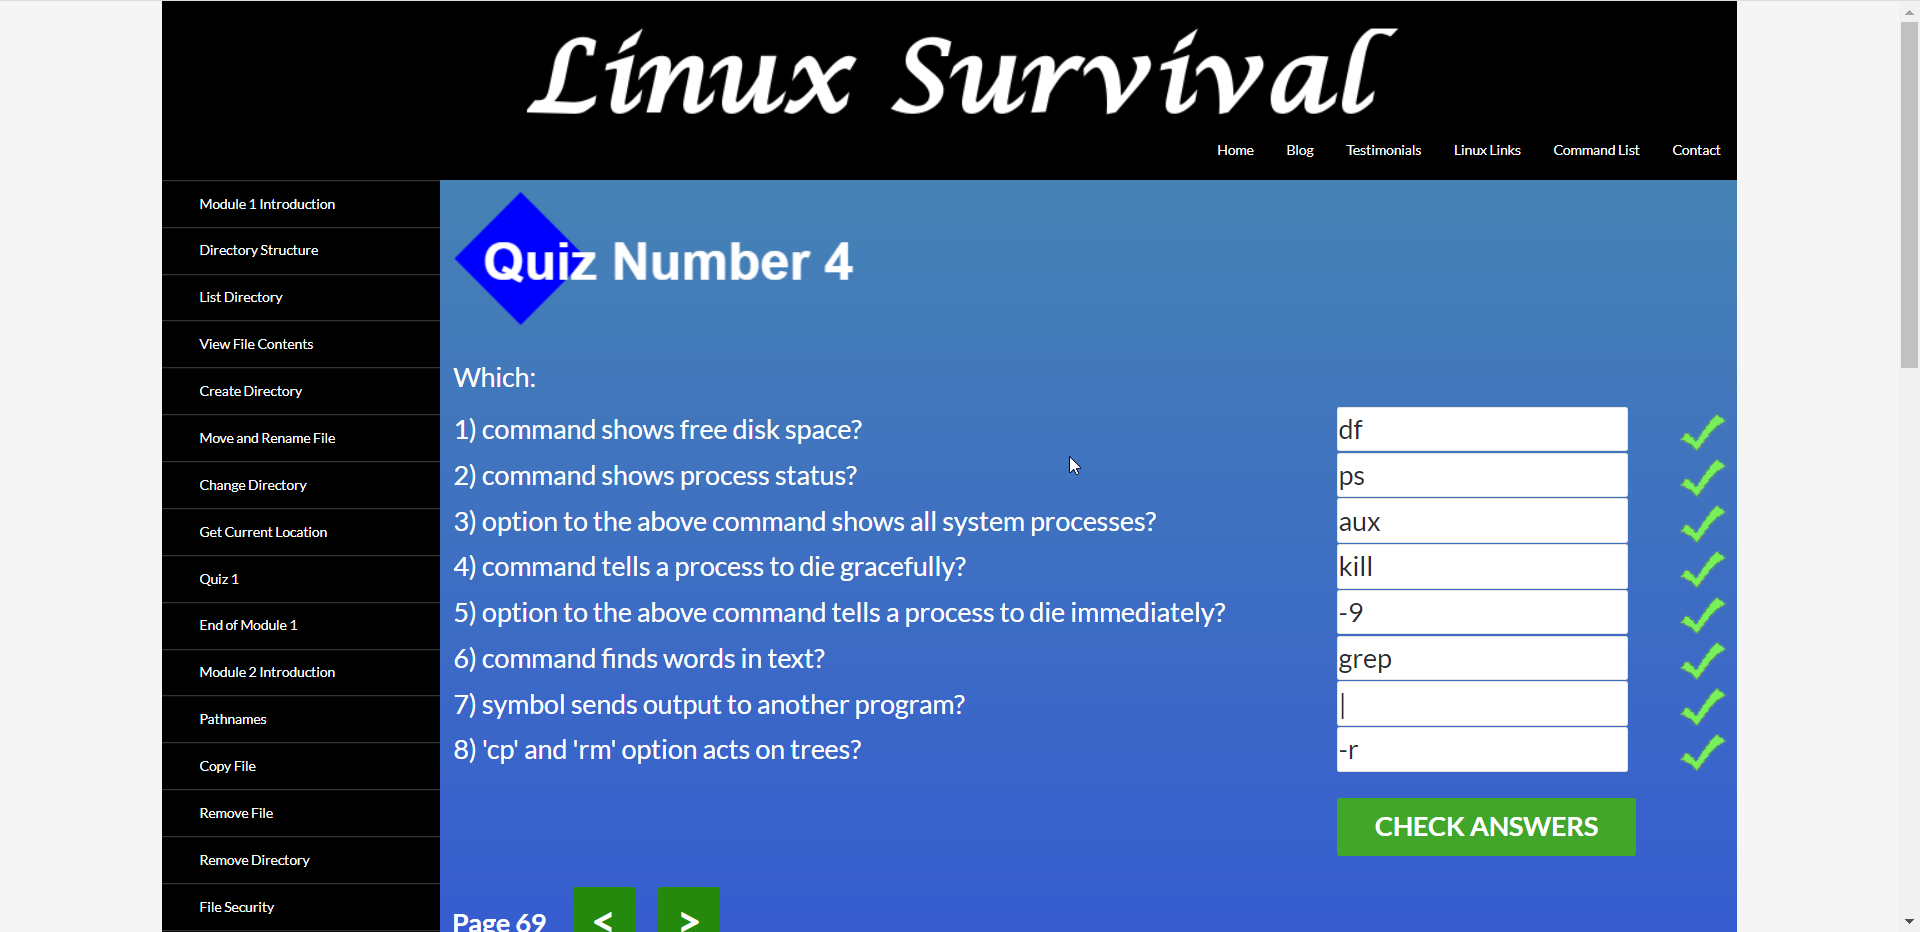 Linux Survival
Home Blog Testimonials Linux Links Command List Contact
Module 1 Introduction
Directory Structure
List Directory
View File Contents
Create Directory
Move and Rename File
Change Directory
Get Current Location
Quiz 1
End of Module 1
Module 2 Introduction
Pathnames
Copy File
Remove File
Remove Directory
File Security
Quiz Number 4
Which:
1) command shows free disk space? df
2) command shows process status? ps
3) option to the above command shows all system processes? aux
4) command tells a process to die gracefully? kill
5) option to the above command tells a process to die immediately? -9
6) command finds words in text? grep
7) symbol sends output to another program? |
8) 'cp' and 'rm' option acts on trees? -r
CHECK ANSWERS
Page 69 < >